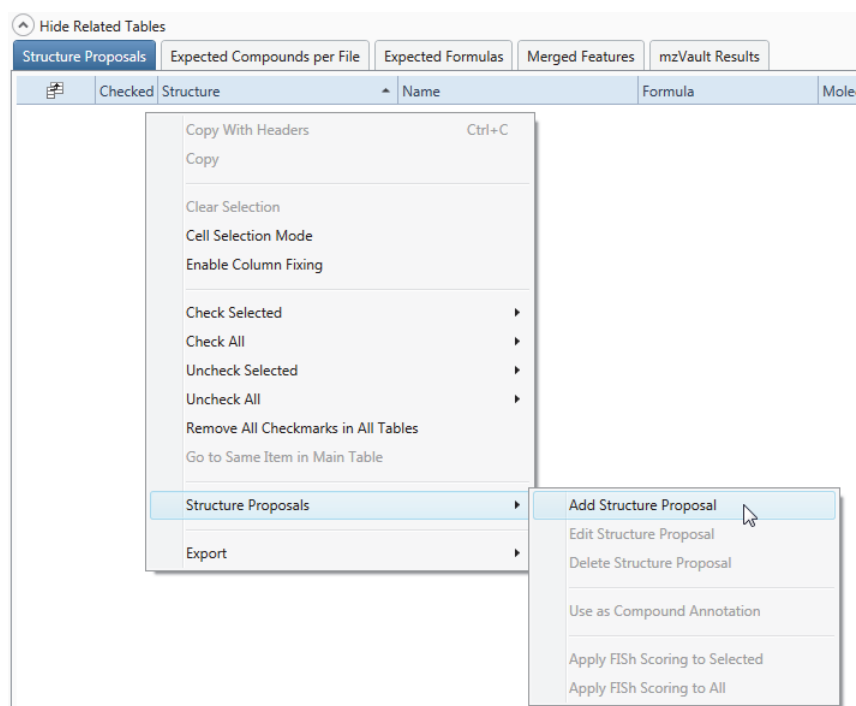 Hide Related Tables
Structure Proposals Expected Compounds per File Expected Formulas Merged Features mzVault Results
Checked Structure Name Formula Mole
Copy With Headers Ctrl+C
Copy
Clear Selection
Cell Selection Mode
Enable Column Fixing
Check Selected
Check All
Uncheck Selected
Uncheck All
Remove All Checkmarks in All Tables
Go to Same Item in Main Table
Structure Proposals
Export
Add Structure Proposal
Edit Structure Proposal
Delete Structure Proposal
Use as Compound Annotation
Apply FISh Scoring to Selected
Apply FISh Scoring to All